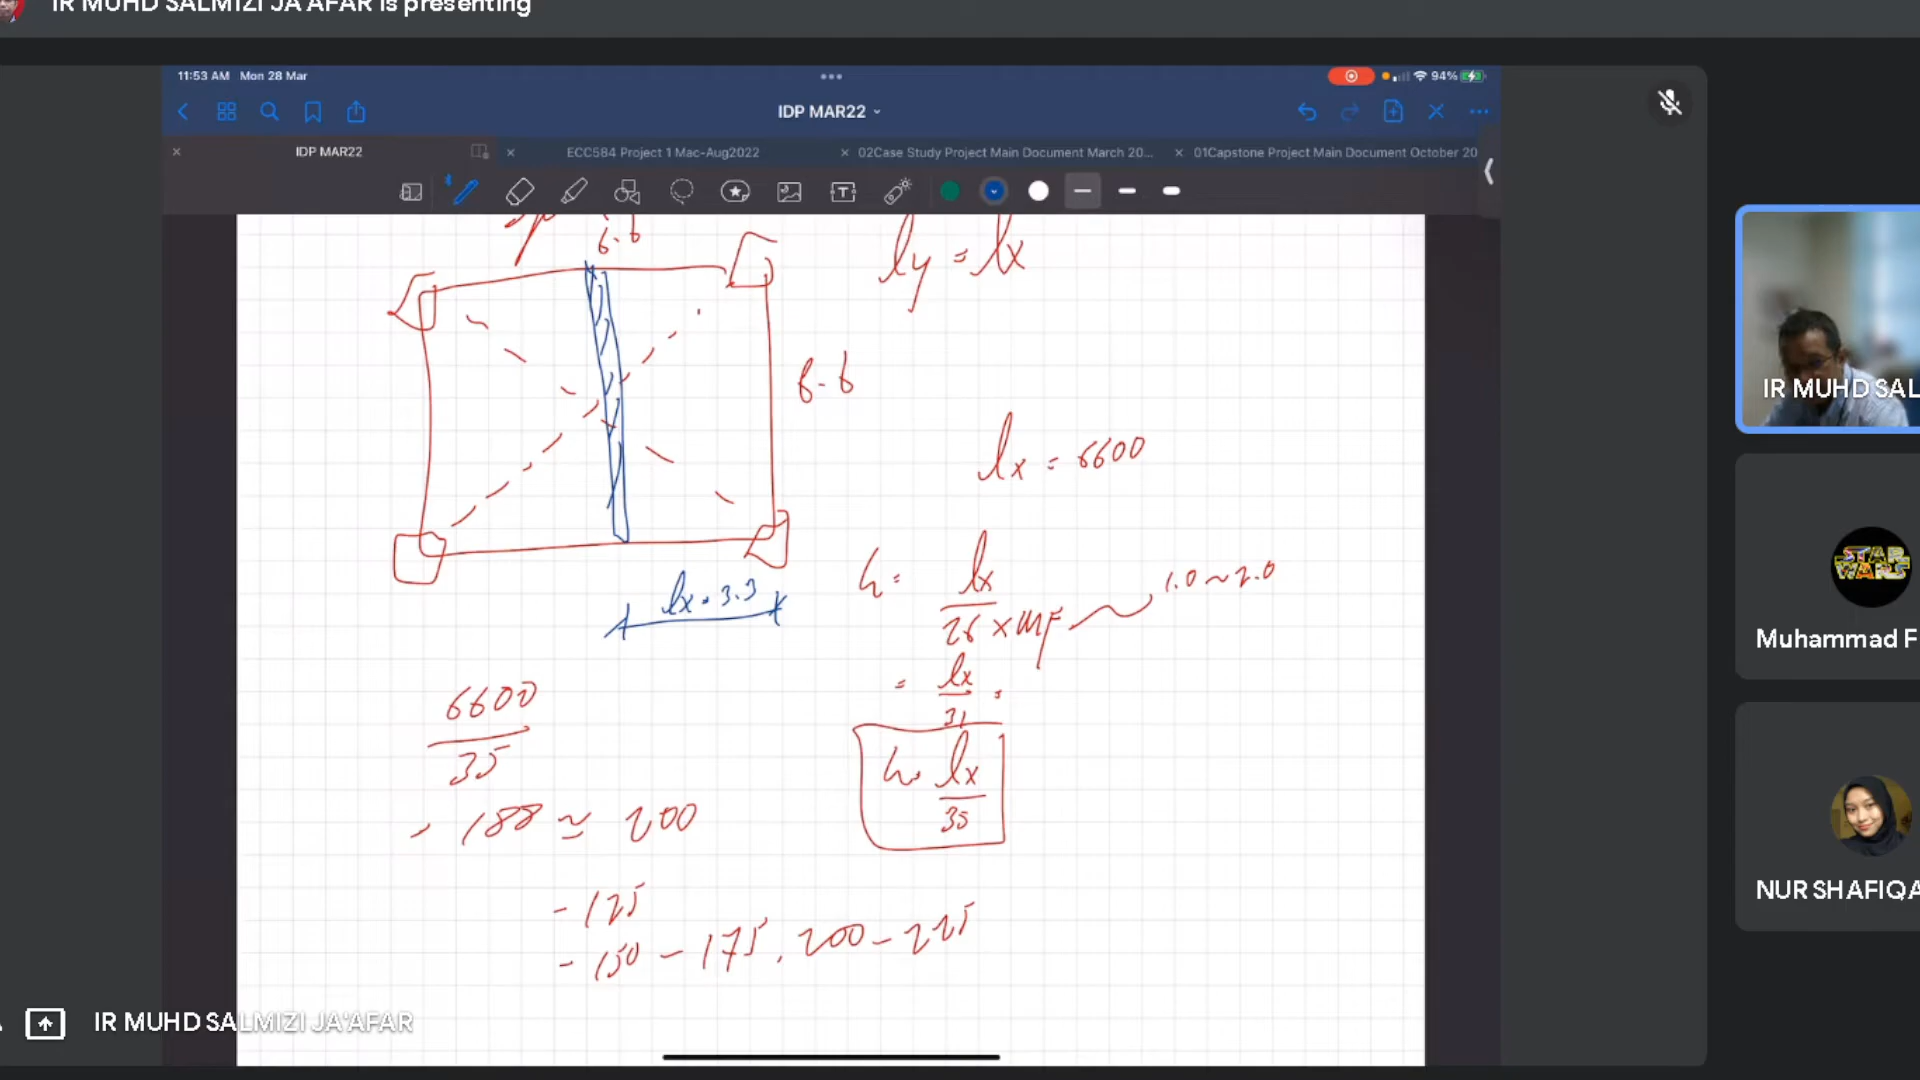 IR MUHD SALMIZI JA'AFAR is presenting
11:53 AM Mon 28 Mar
94%
IDP MAR22
IDP MAR22
ECC584 Project 1 Mac-Aug2022
02Case Study Project Main Document March 20...
01Capstone Project Main Document October 20
6.6
ly = lx
6.6
lx = 6600
lx = 3.3
h = lx / 26 x MF ~ 1.0 ~ 2.0
= lx / 31
h = lx / 35
6600 / 35
= 188 ≈ 200
- 125
- 150 - 175, 200 - 225
IR MUHD SALMIZI JA'AFAR
IR MUHD SAL
STAR WARS
Muhammad F
NUR SHAFIQA